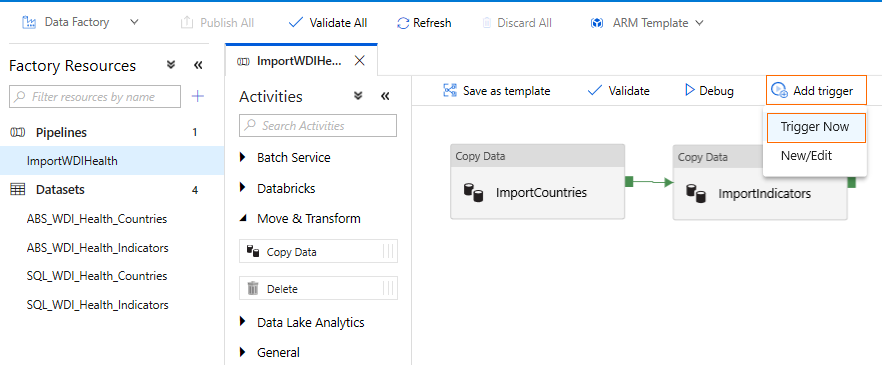 Data Factory Publish All Validate All Refresh Discard All ARM Template
Factory Resources
Filter resources by name
Pipelines 1
ImportWDIHealth
Datasets 4
ABS_WDI_Health_Countries
ABS_WDI_Health_Indicators
SQL_WDI_Health_Countries
SQL_WDI_Health_Indicators
ImportWDIHe...
Activities
Search Activities
Batch Service
Databricks
Move & Transform
Copy Data
Delete
Data Lake Analytics
General
Save as template Validate Debug Add trigger
Trigger Now
New/Edit
Copy Data
ImportCountries
Copy Data
ImportIndicators